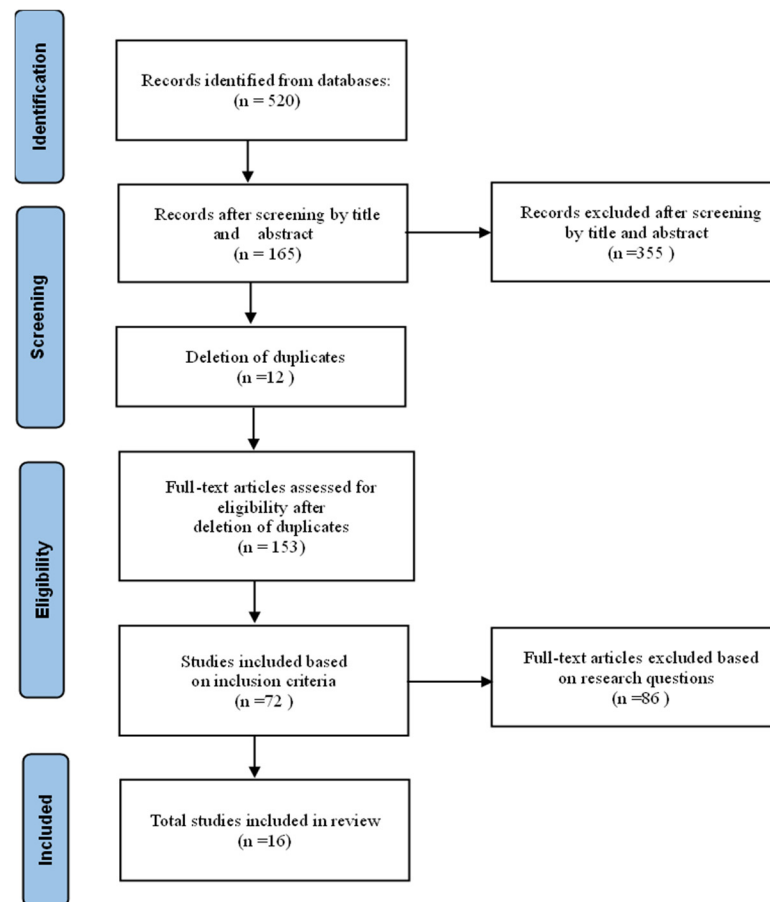 Identification
Records identified from databases:
(n = 520)
Records after screening by title
and abstract
(n = 165)
Records excluded after screening
by title and abstract
(n =355 )
Screening
Deletion of duplicates
(n =12 )
Full-text articles assessed for
eligibility after
deletion of duplicates
(n = 153 )
Eligibility
Studies included based
on inclusion criteria
(n =72 )
Full-text articles excluded based
on research questions
(n =86 )
Included
Total studies included in review
(n =16)